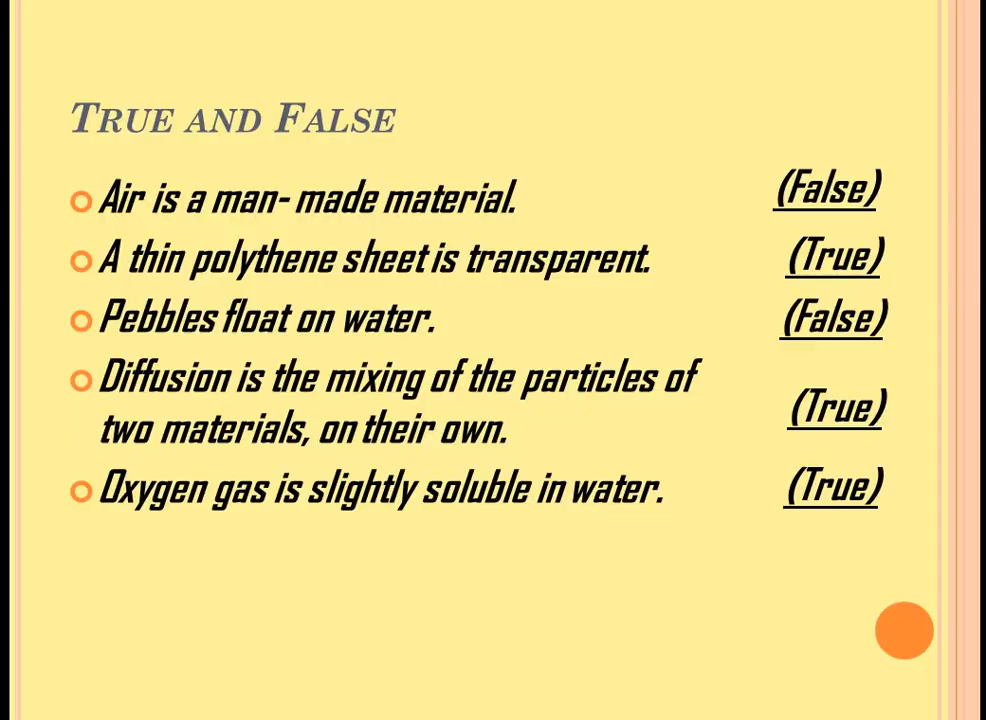 True and False
Air is a man- made material. (False)
A thin polythene sheet is transparent. (True)
Pebbles float on water. (False)
Diffusion is the mixing of the particles of
two materials, on their own. (True)
Oxygen gas is slightly soluble in water. (True)